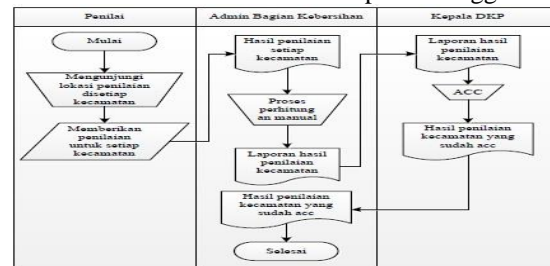 Penilai
Mulai
Mengunjungi
lokasi penilaian
disetiap
kecamatan
Memberikan
penilaian
untuk setiap
kecamatan
Admin Bagian Kebersihan
Hasil penilaian
setiap
kecamatan
Proses
perhitung
an manual
Laporan hasil
penilaian
kecamatan
Hasil penilaian
kecamatan yang
sudah acc
Selesai
Kepala DKP
Laporan hasil
penilaian
kecamatan
ACC
Hasil penilaian
kecamatan yang
sudah acc